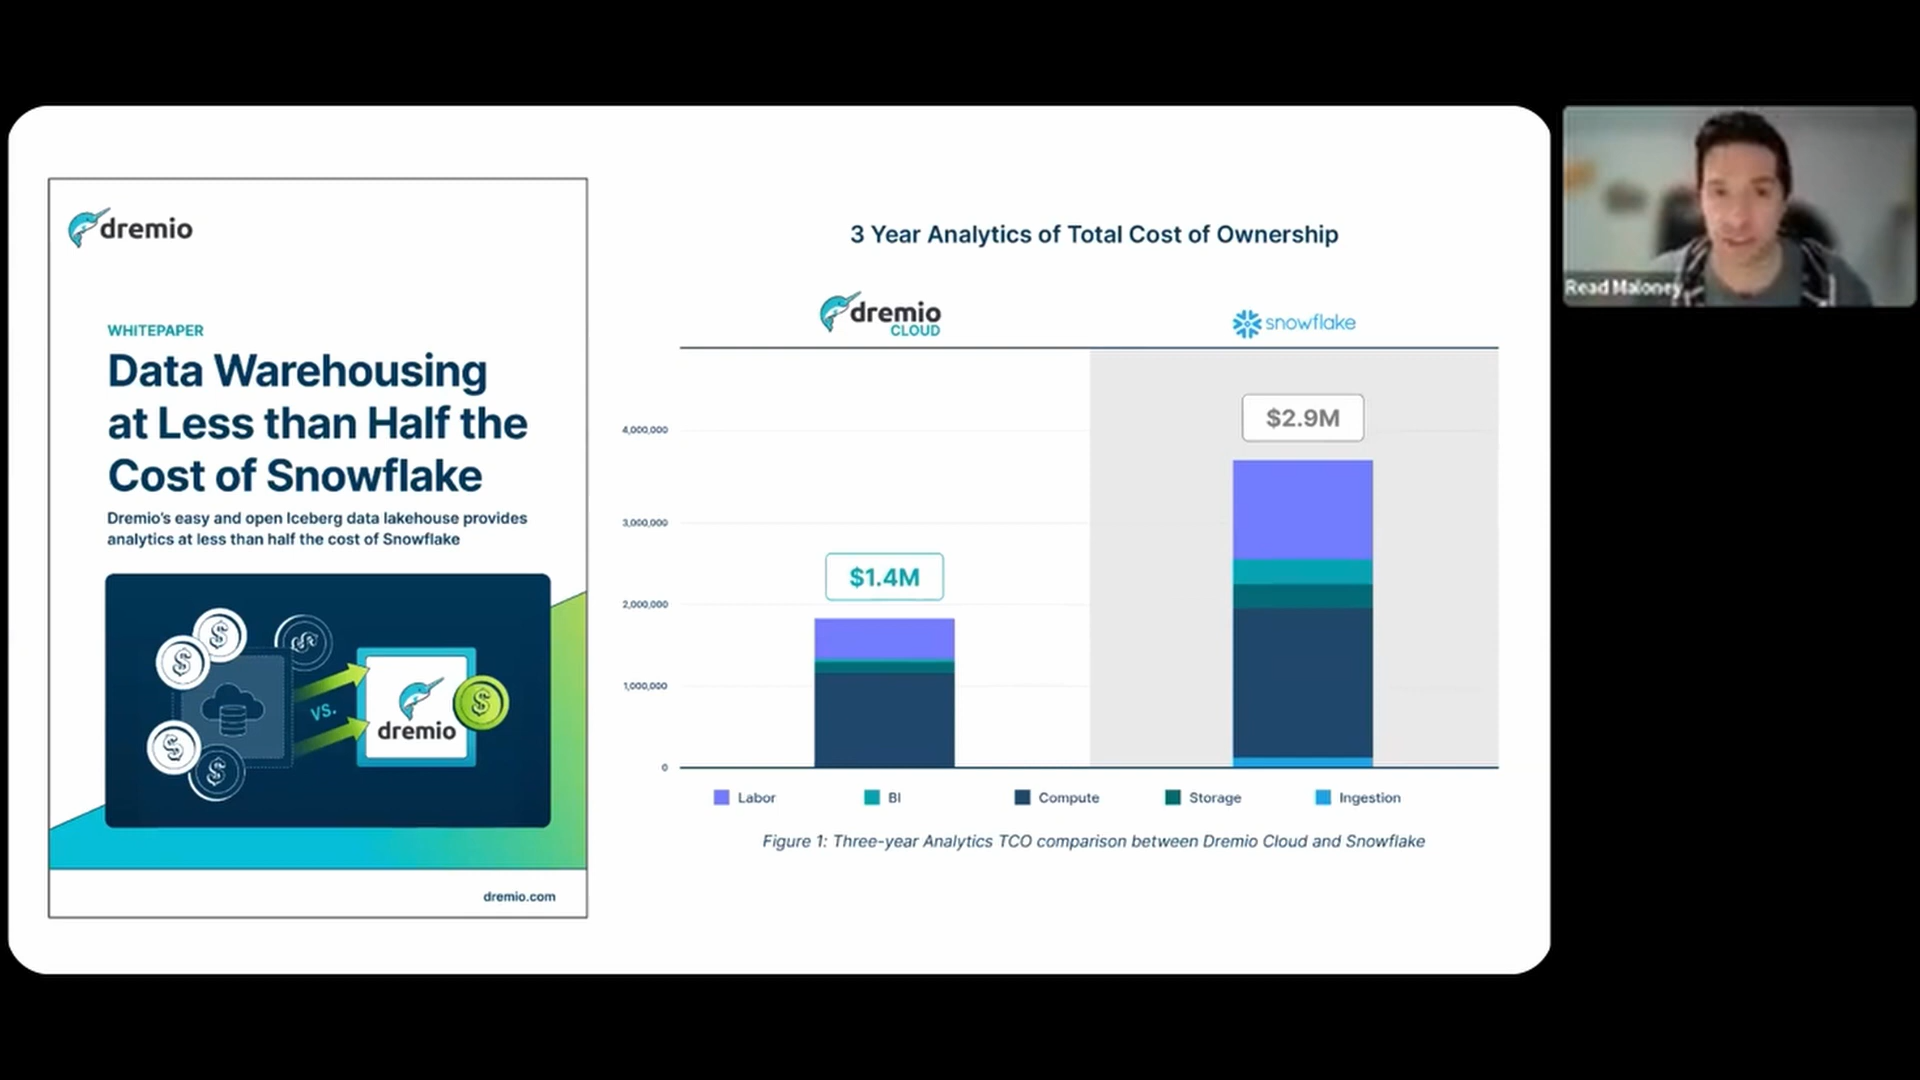 dremio
WHITEPAPER
Data Warehousing
at Less than Half the
Cost of Snowflake
Dremio's easy and open Iceberg data lakehouse provides
analytics at less than half the cost of Snowflake
$
$
$
$
$
vs.
$
dremio
dremio.com
3 Year Analytics of Total Cost of Ownership
dremio
CLOUD
snowflake
$2.9M
$1.4M
4,000,000
3,000,000
2,000,000
1,000,000
0
Labor
BI
Compute
Storage
Ingestion
Figure 1: Three-year Analytics TCO comparison between Dremio Cloud and Snowflake
Read Maloney